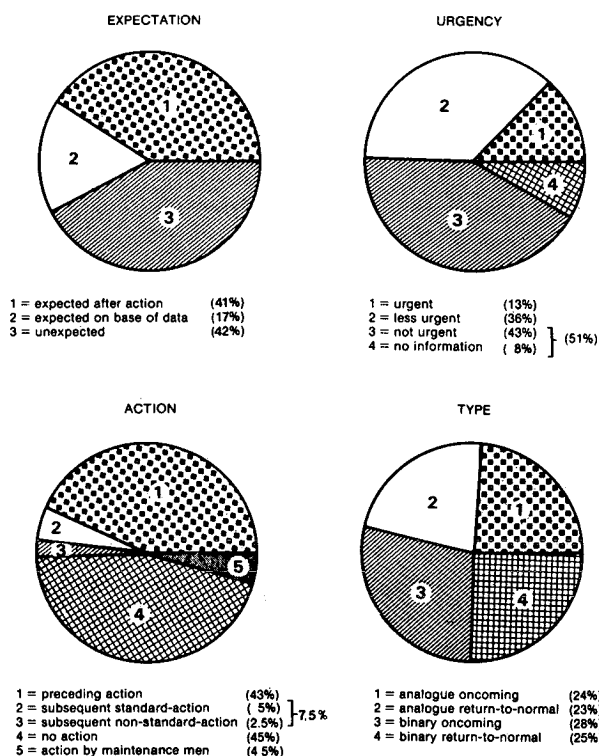 EXPECTATION
1
2
3
1 = expected after action (41%)
2 = expected on base of data (17%)
3 = unexpected (42%)
URGENCY
2
1
4
3
1 = urgent (13%)
2 = less urgent (36%)
3 = not urgent (43%)
4 = no information ( 8%)
(51%)
ACTION
1
2
3
5
4
1 = preceding action (43%)
2 = subsequent standard-action ( 5%)
3 = subsequent non-standard-action (2.5%)
7,5%
4 = no action (45%)
5 = action by maintenance men (4.5%)
TYPE
2
1
3
4
1 = analogue oncoming (24%)
2 = analogue return-to-normal (23%)
3 = binary oncoming (28%)
4 = binary return-to-normal (25%)